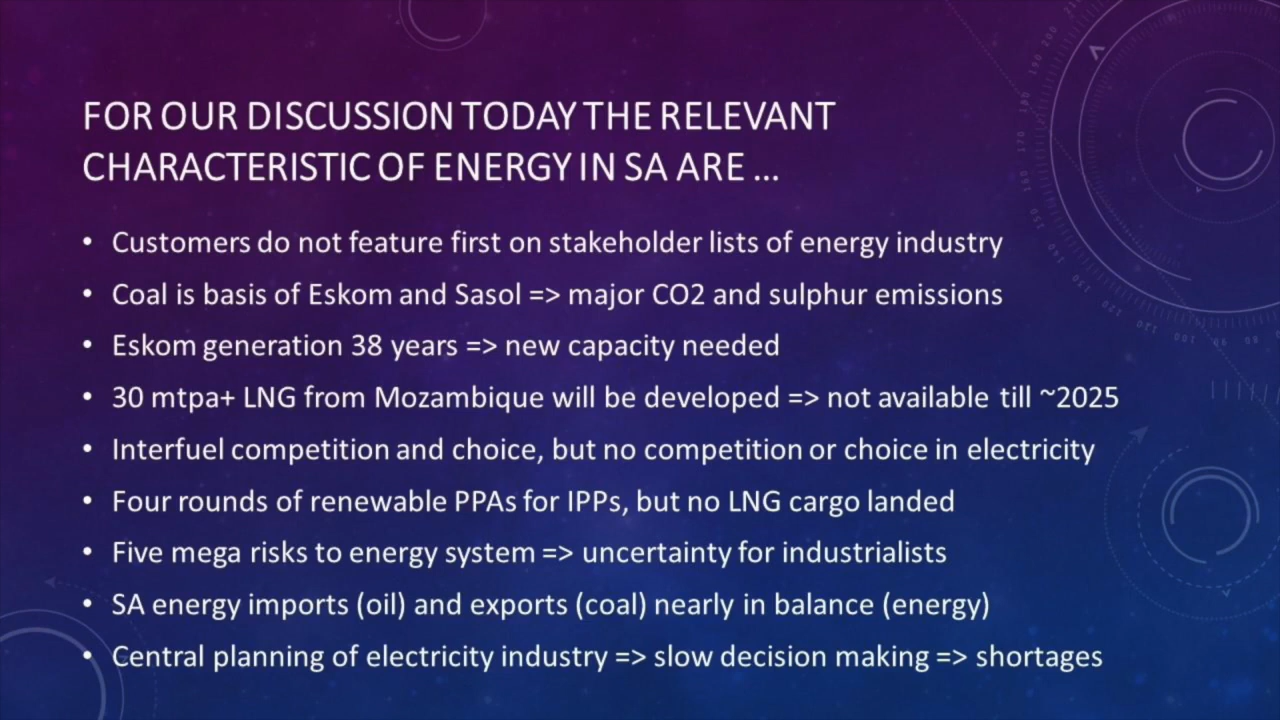 FOR OUR DISCUSSION TODAY THE RELEVANT
CHARACTERISTIC OF ENERGY IN SA ARE …
• Customers do not feature first on stakeholder lists of energy industry
• Coal is basis of Eskom and Sasol => major CO2 and sulphur emissions
• Eskom generation 38 years => new capacity needed
• 30 mtpa+ LNG from Mozambique will be developed => not available till ~2025
• Interfuel competition and choice, but no competition or choice in electricity
• Four rounds of renewable PPAs for IPPs, but no LNG cargo landed
• Five mega risks to energy system => uncertainty for industrialists
• SA energy imports (oil) and exports (coal) nearly in balance (energy)
• Central planning of electricity industry => slow decision making => shortages